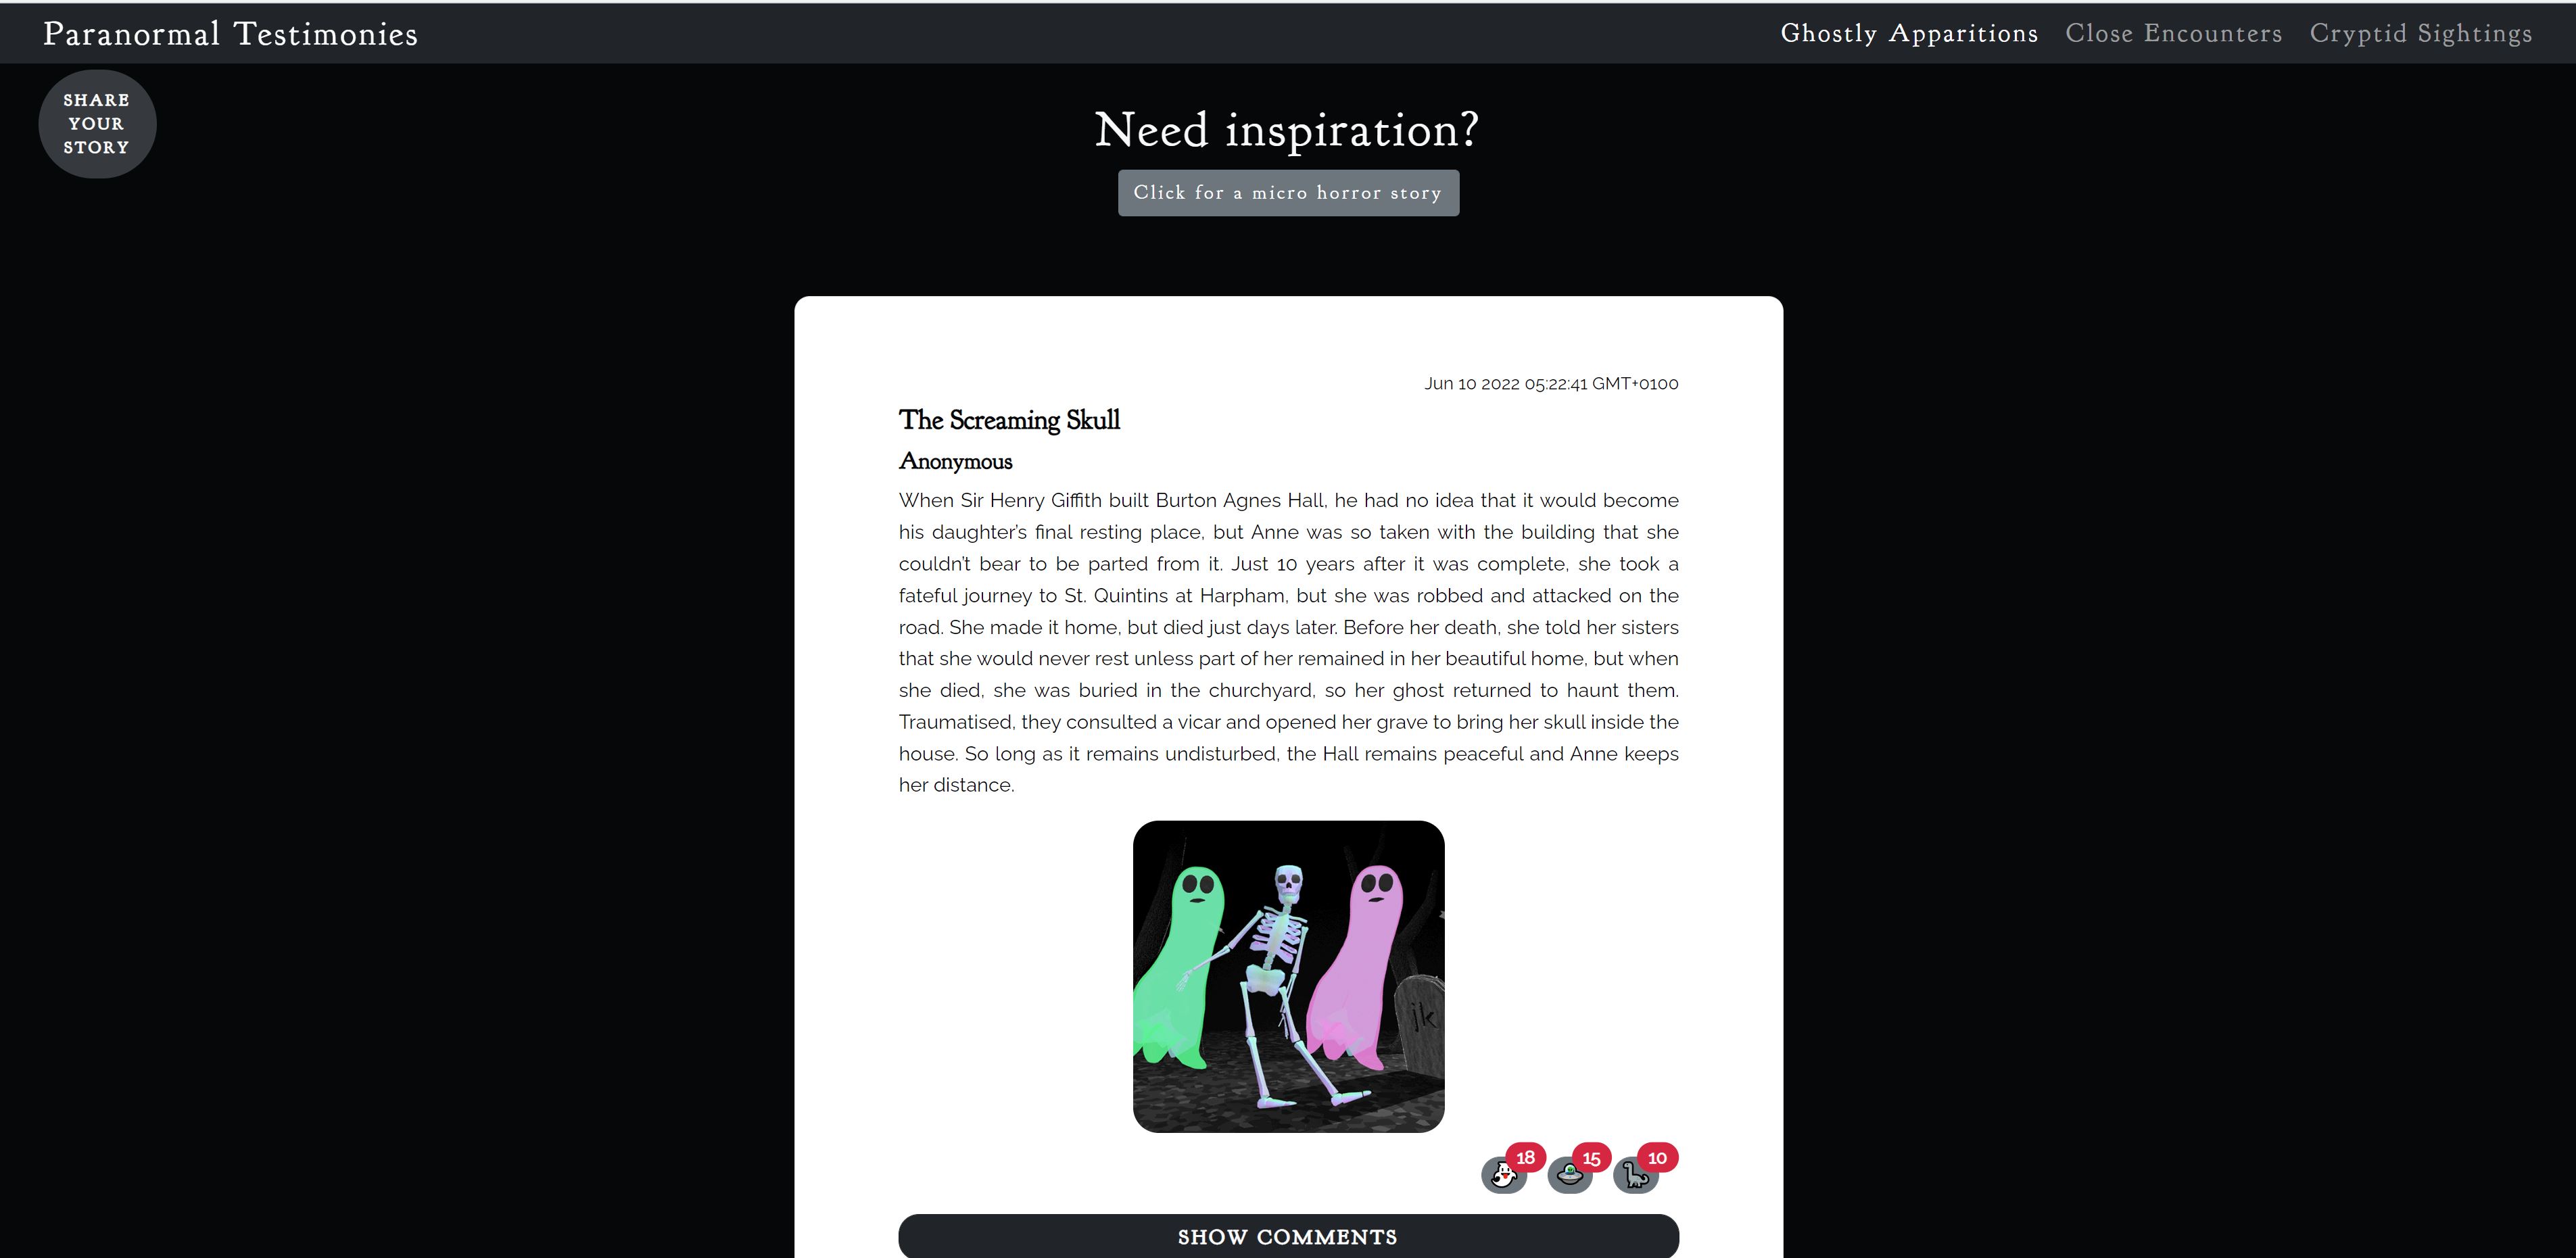 Paranormal Testimonies
Ghostly Apparitions
Close Encounters
Cryptid Sightings
SHARE
YOUR
STORY
Need inspiration?
Click for a micro horror story
Jun 10 2022 05:22:41 GMT+0100
The Screaming Skull
Anonymous
When Sir Henry Giffith built Burton Agnes Hall, he had no idea that it would become
his daughter's final resting place, but Anne was so taken with the building that she
couldn't bear to be parted from it. Just 10 years after it was complete, she took a
fateful journey to St. Quintins at Harpham, but she was robbed and attacked on the
road. She made it home, but died just days later. Before her death, she told her sisters
that she would never rest unless part of her remained in her beautiful home, but when
she died, she was buried in the churchyard, so her ghost returned to haunt them.
Traumatised, they consulted a vicar and opened her grave to bring her skull inside the
house. So long as it remains undisturbed, the Hall remains peaceful and Anne keeps
her distance.
jk
18
15
10
SHOW COMMENTS